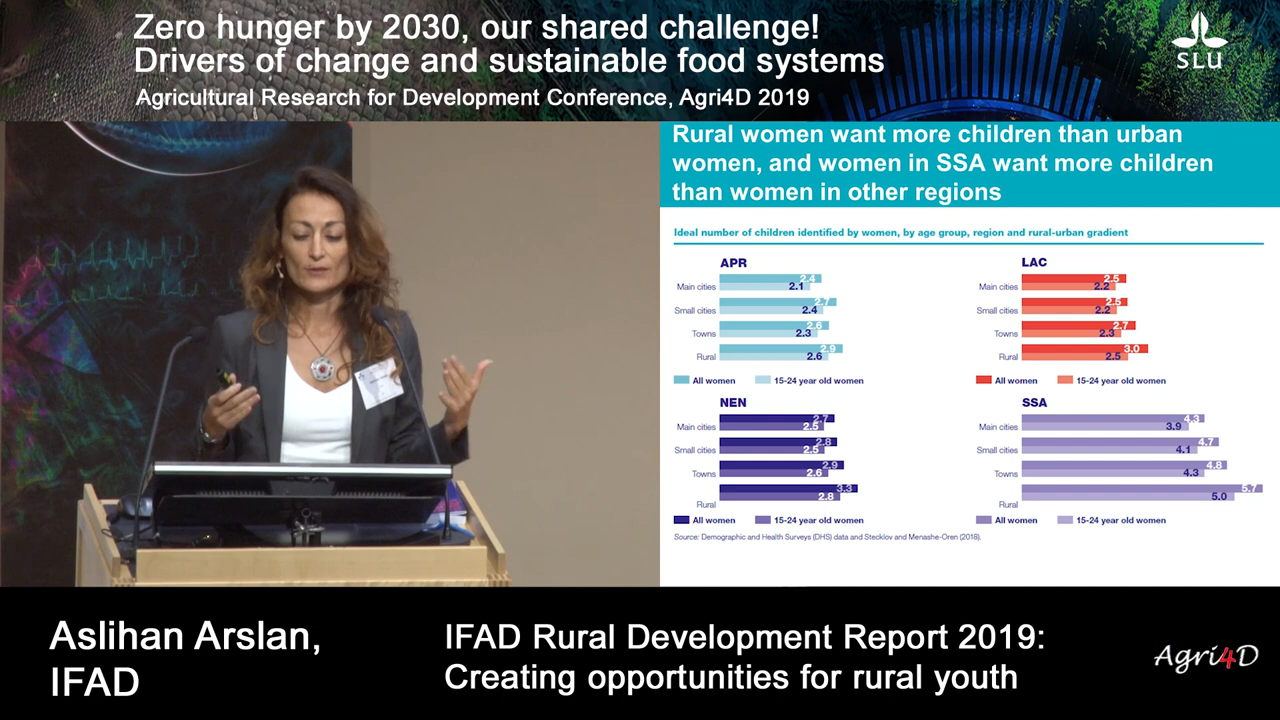 Zero hunger by 2030, our shared challenge!
Drivers of change and sustainable food systems
Agricultural Research for Development Conference, Agri4D 2019
SLU
Rural women want more children than urban
women, and women in SSA want more children
than women in other regions
Ideal number of children identified by women, by age group, region and rural-urban gradient
APR
Main cities 2.4
2.1
Small cities 2.7
2.4
Towns 2.6
2.3
Rural 2.9
2.6
All women 15-24 year old women
LAC
Main cities 2.5
2.2
Small cities 2.5
2.2
Towns 2.7
2.3
Rural 3.0
2.5
All women 15-24 year old women
NEN
Main cities 2.7
2.5
Small cities 2.8
2.5
Towns 2.9
2.6
Rural 3.3
2.8
All women 15-24 year old women
SSA
Main cities 4.3
3.9
Small cities 4.7
4.1
Towns 4.8
4.3
Rural 5.7
5.0
All women 15-24 year old women
Source: Demographic and Health Surveys (DHS) data and Stecklov and Menashe-Oren (2018).
Aslihan Arslan,
IFAD
IFAD Rural Development Report 2019:
Creating opportunities for rural youth
Agri4D